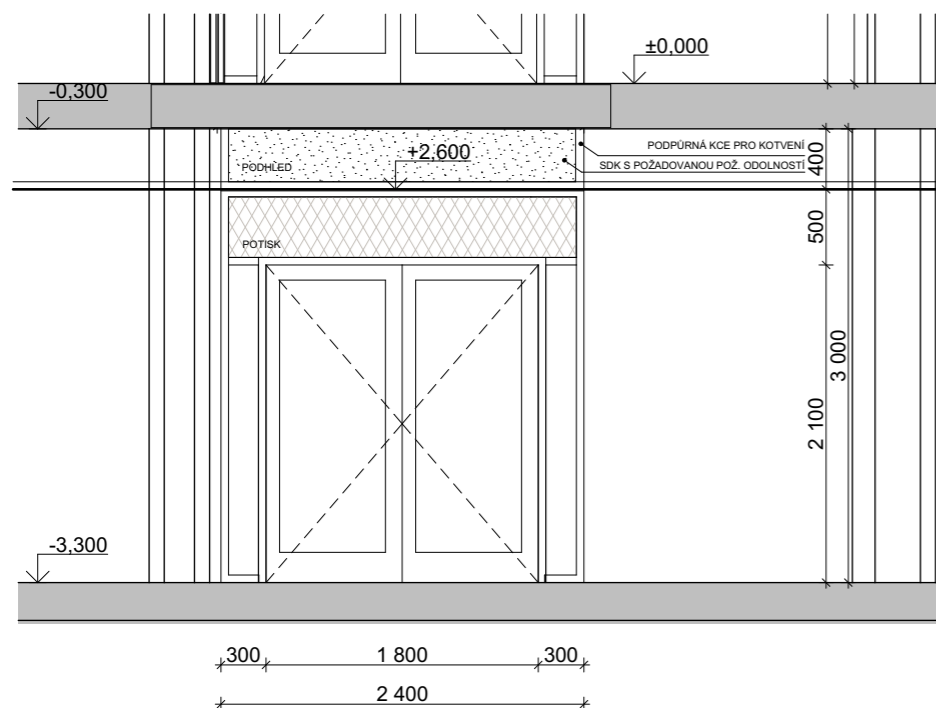 ±0,000
-0,300
PODPŮRNÁ KCE PRO KOTVENÍ
+2,600
PODHLED
SDK S POŽADOVANOU POŽ. ODOLNOSTÍ
400
500
POTISK
3 000
2 100
-3,300
300 1 800 300
2 400